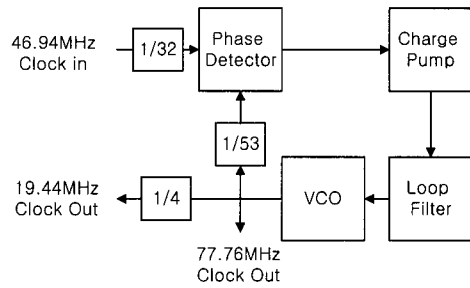 46.94MHz
Clock in
1/32
Phase
Detector
Charge
Pump
1/53
19.44MHz
Clock Out
1/4
VCO
Loop
Filter
77.76MHz
Clock Out